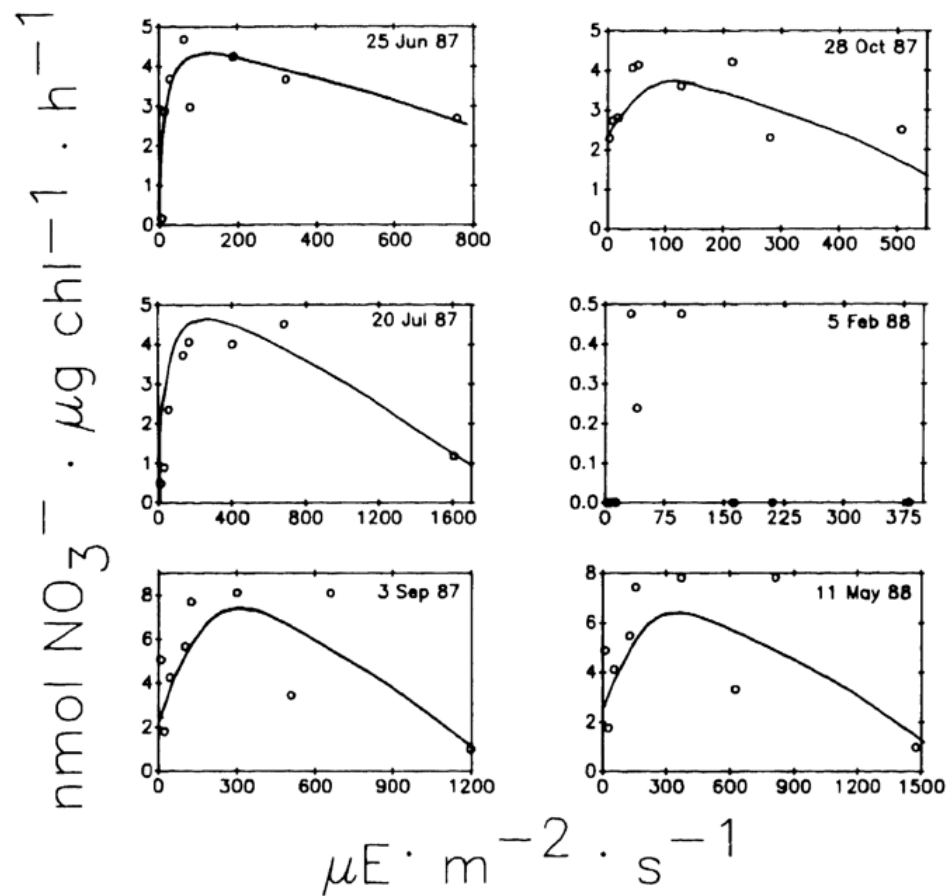 nmol NO₃⁻ · µg chl⁻¹ · h⁻¹
25 Jun 87
5
4
3
2
1
0
0 200 400 600 800
28 Oct 87
5
4
3
2
1
0
0 100 200 300 400 500
20 Jul 87
5
4
3
2
1
0
0 400 800 1200 1600
5 Feb 88
0.5
0.4
0.3
0.2
0.1
0.0
0 75 150 225 300 375
3 Sep 87
8
6
4
2
0
0 300 600 900 1200
11 May 88
8
6
4
2
0
0 300 600 900 1200 1500
µE · m⁻² · s⁻¹